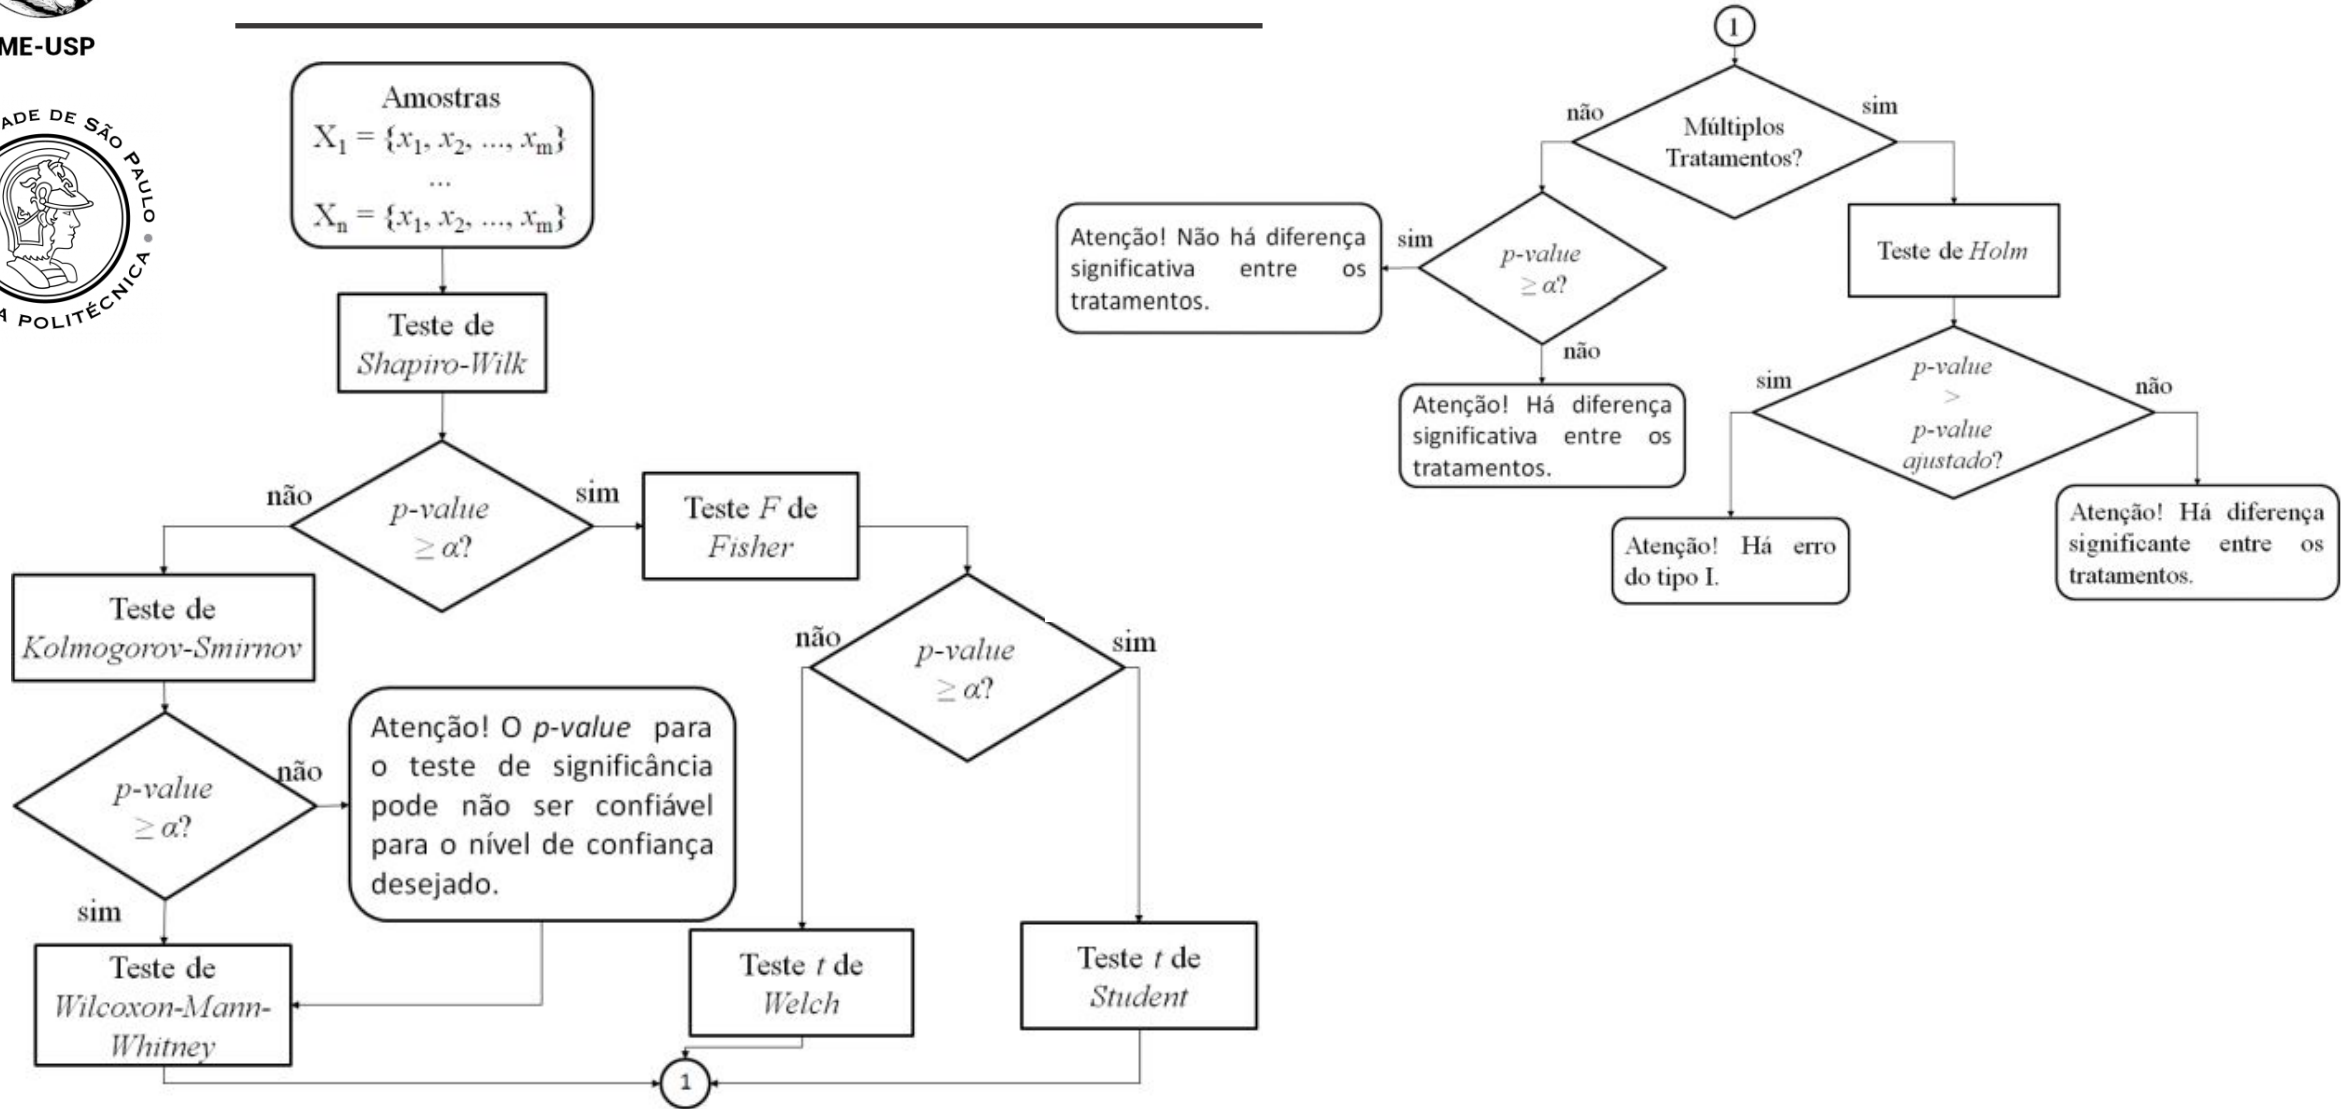 ME-USP
ADE DE SÃO PAULO • A POLITÉCNICA •
Amostras
X1 = {x1, x2, ..., xm}
...
Xn = {x1, x2, ..., xm}
Teste de
Shapiro-Wilk
não
p-value
≥ α?
sim
Teste F de
Fisher
Teste de
Kolmogorov-Smirnov
não
p-value
≥ α?
sim
p-value
≥ α?
não
sim
Atenção! O p-value para
o teste de significância
pode não ser confiável
para o nível de confiança
desejado.
Teste de
Wilcoxon-Mann-
Whitney
Teste t de
Welch
Teste t de
Student
1
1
não
Múltiplos
Tratamentos?
sim
Atenção! Não há diferença
significativa entre os
tratamentos.
sim
p-value
≥ α?
não
Atenção! Há diferença
significativa entre os
tratamentos.
Teste de Holm
sim
p-value
>
p-value
ajustado?
não
Atenção! Há erro
do tipo I.
Atenção! Há diferença
significante entre os
tratamentos.